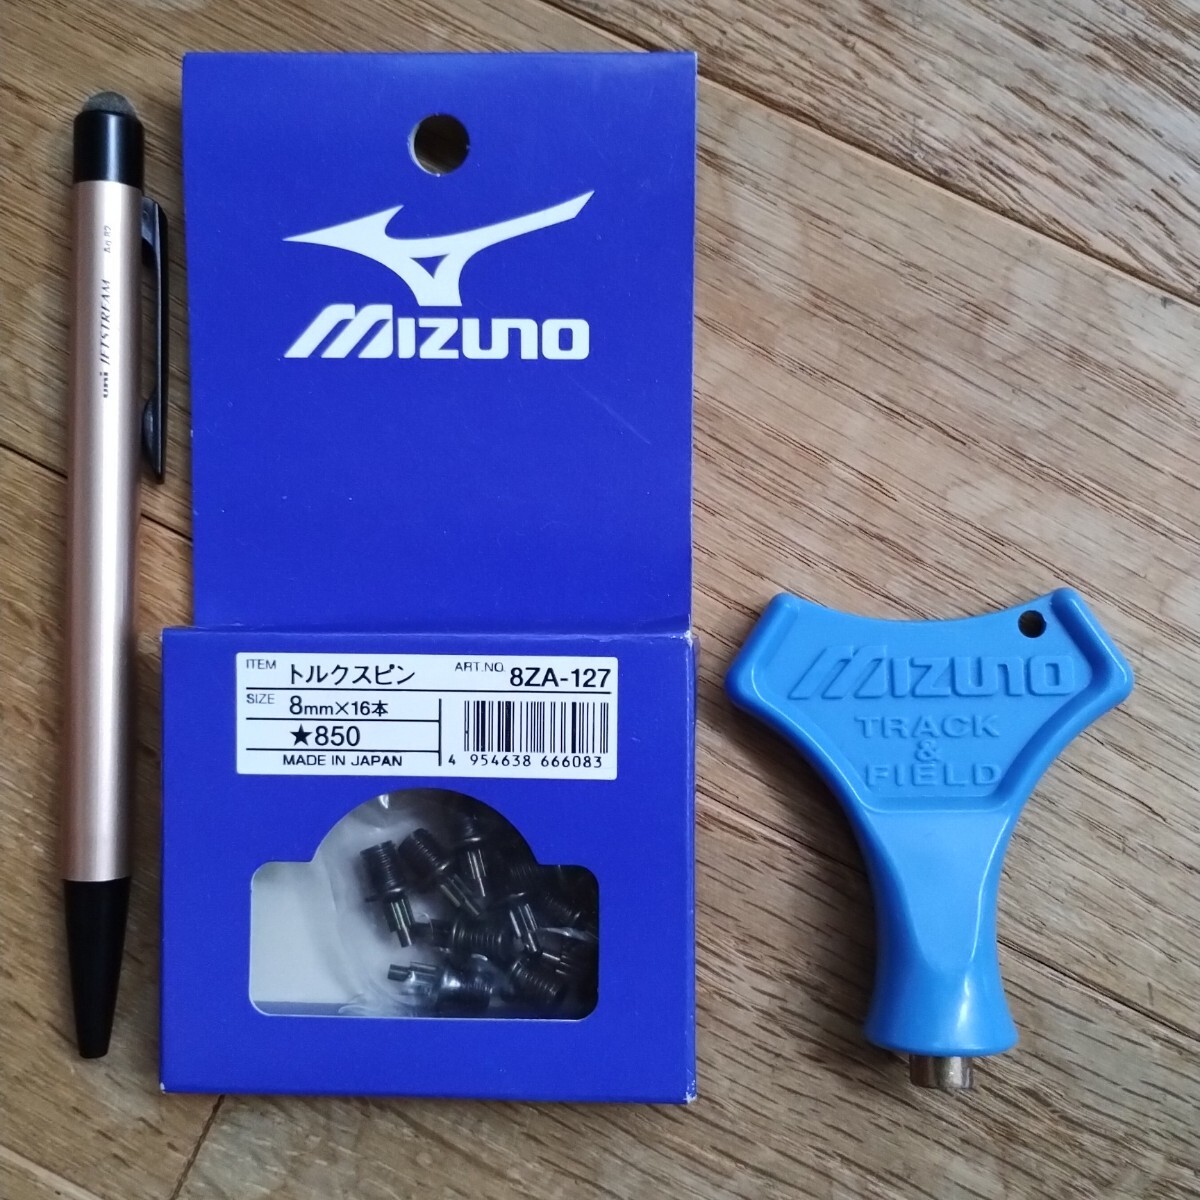 uni JETSTREAM
MIZUNO
ITEM トルクスピン ART.NO. 8ZA-127
SIZE 8mm×16本
★850
MADE IN JAPAN
4 954638 666083
MIZUNO
TRACK
&
FIELD